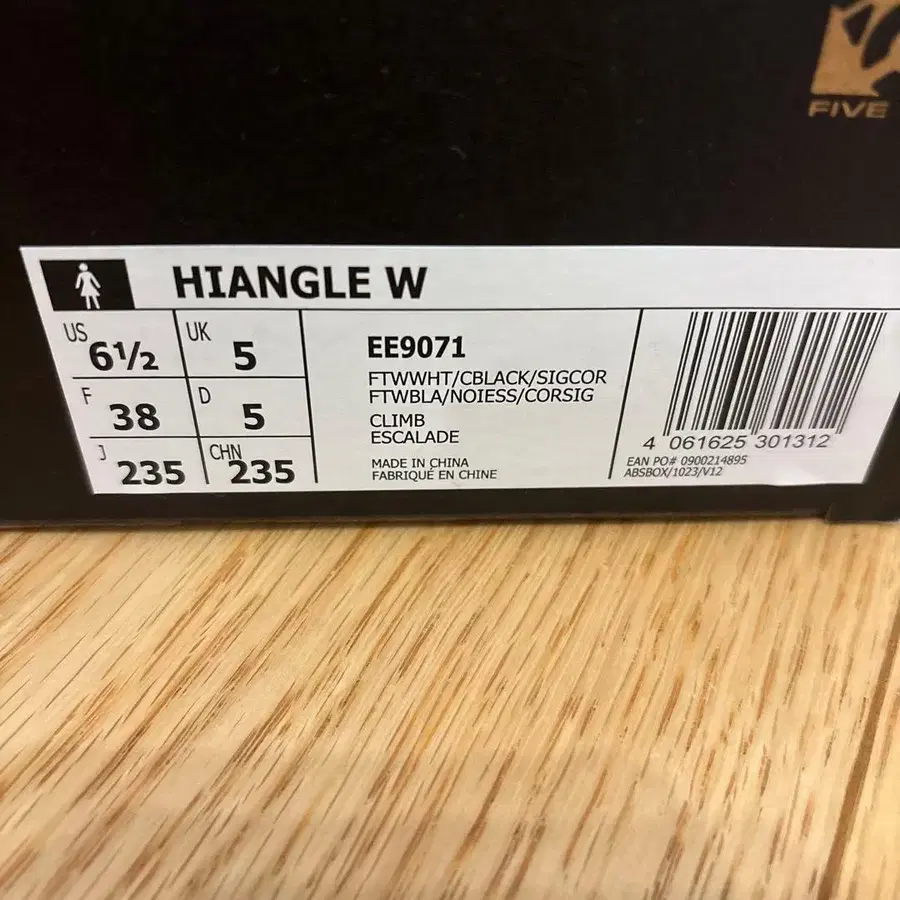 FIVE
HIANGLE W
US 6½ UK 5
F 38 D 5
J 235 CHN 235
EE9071
FTWWHT/CBLACK/SIGCOR
FTWBLA/NOIESS/CORSIG
CLIMB
ESCALADE
MADE IN CHINA
FABRIQUÉ EN CHINE
4 061625 301312
EAN PO# 0900214895
ABSBOX/1023/V12